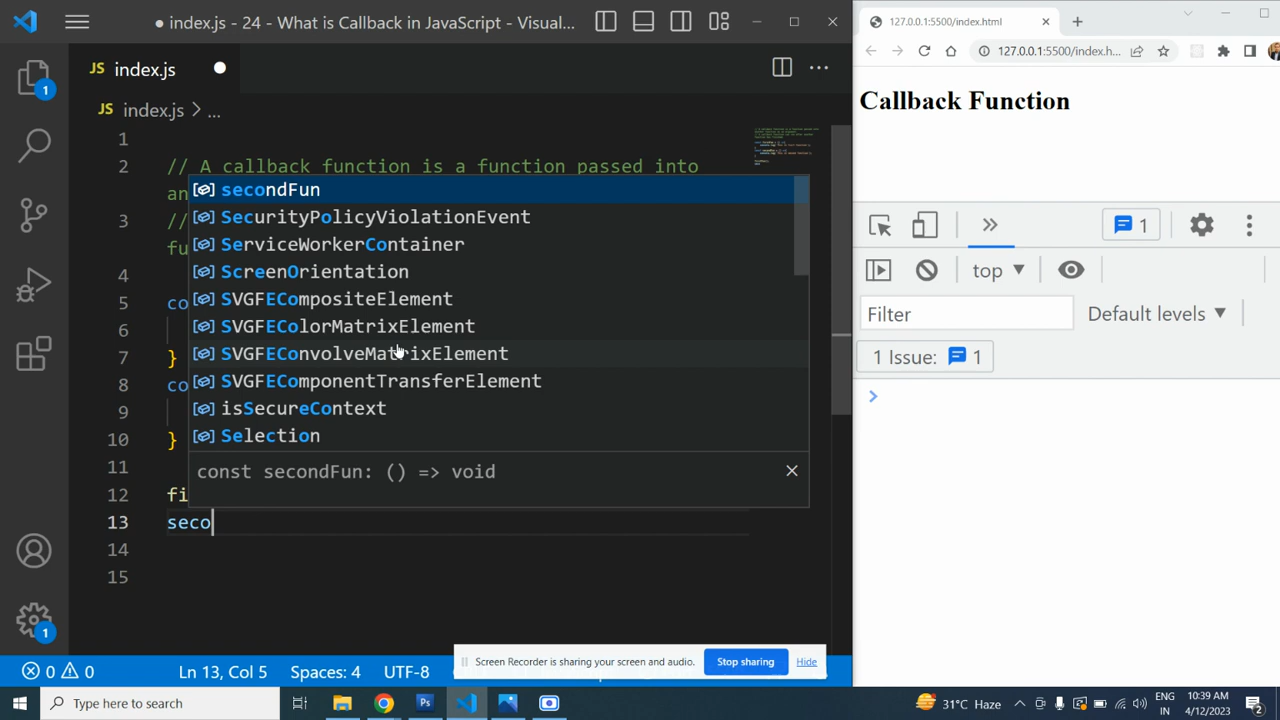 index.js - 24 - What is Callback in JavaScript - Visual...
127.0.0.1:5500/index.html
JS index.js
127.0.0.1:5500/index.h...
JS index.js > ...
Callback Function
1
2 // A callback function is a function passed into
an
3 //
fu
4
5 co
6
7 }
8 co
9
10 }
11
12 fi
13 seco
14
15
secondFun
SecurityPolicyViolationEvent
ServiceWorkerContainer
ScreenOrientation
SVGFECompositeElement
SVGFEColorMatrixElement
SVGFEConvolveMatrixElement
SVGFEComponentTransferElement
isSecureContext
Selection
const secondFun: () => void
1
1
1
top
Filter
Default levels
1 Issue: 1
Screen Recorder is sharing your screen and audio.
Stop sharing
Hide
0 0
Ln 13, Col 5
Spaces: 4
UTF-8
Type here to search
Ps
31°C Haze
ENG
IN
10:39 AM
4/12/2023
2